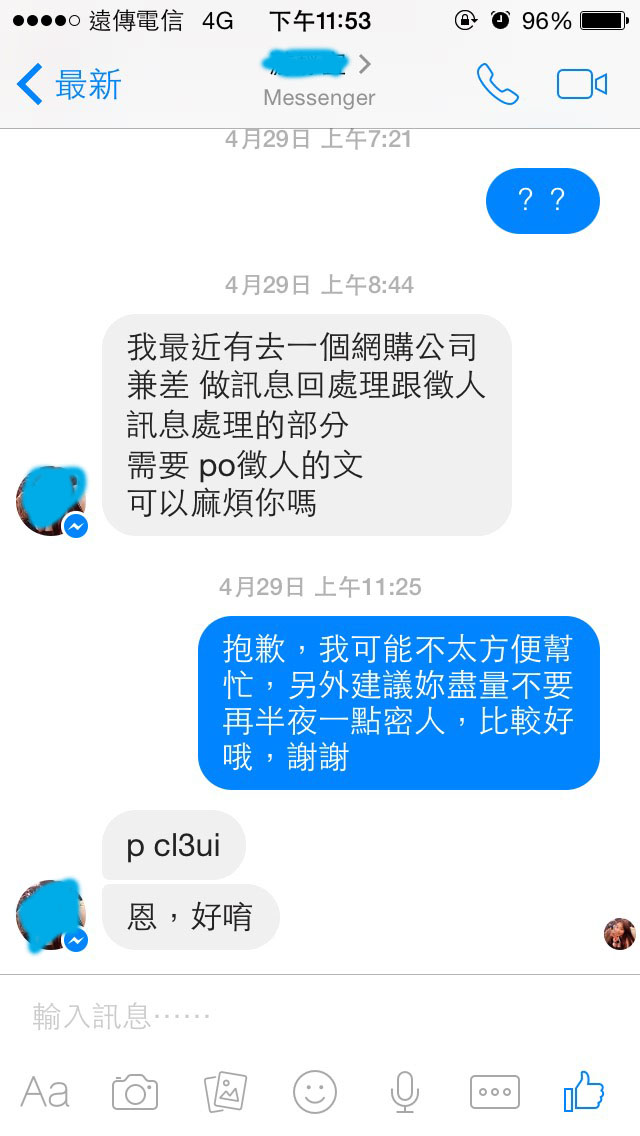 遠傳電信 4G 下午11:53 96%
最新
Messenger
4月29日 上午7:21
？？
4月29日 上午8:44
我最近有去一個網購公司
兼差 做訊息回處理跟徵人
訊息處理的部分
需要 po徵人的文
可以麻煩你嗎
4月29日 上午11:25
抱歉，我可能不太方便幫
忙，另外建議妳盡量不要
再半夜一點密人，比較好
哦，謝謝
p cl3ui
恩，好唷
輸入訊息……
Aa